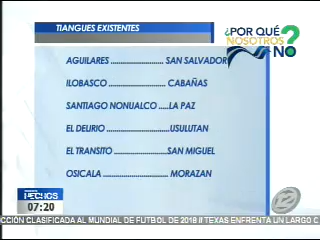 TIANGUES EXISTENTES
¿POR QUÉ
NOSOTROS
NO?
AGUILARES ........................... SAN SALVADOR
ILOBASCO ............................. CABAÑAS
SANTIAGO NONUALCO .....LA PAZ
EL DELIRIO ................................USULUTAN
EL TRANSITO ...........................SAN MIGUEL
OSICALA ................................. MORAZAN
HECHOS
07:20
12
CCIÓN CLASIFICADA AL MUNDIAL DE FUTBOL DE 2018 // TEXAS ENFRENTA UN LARGO C